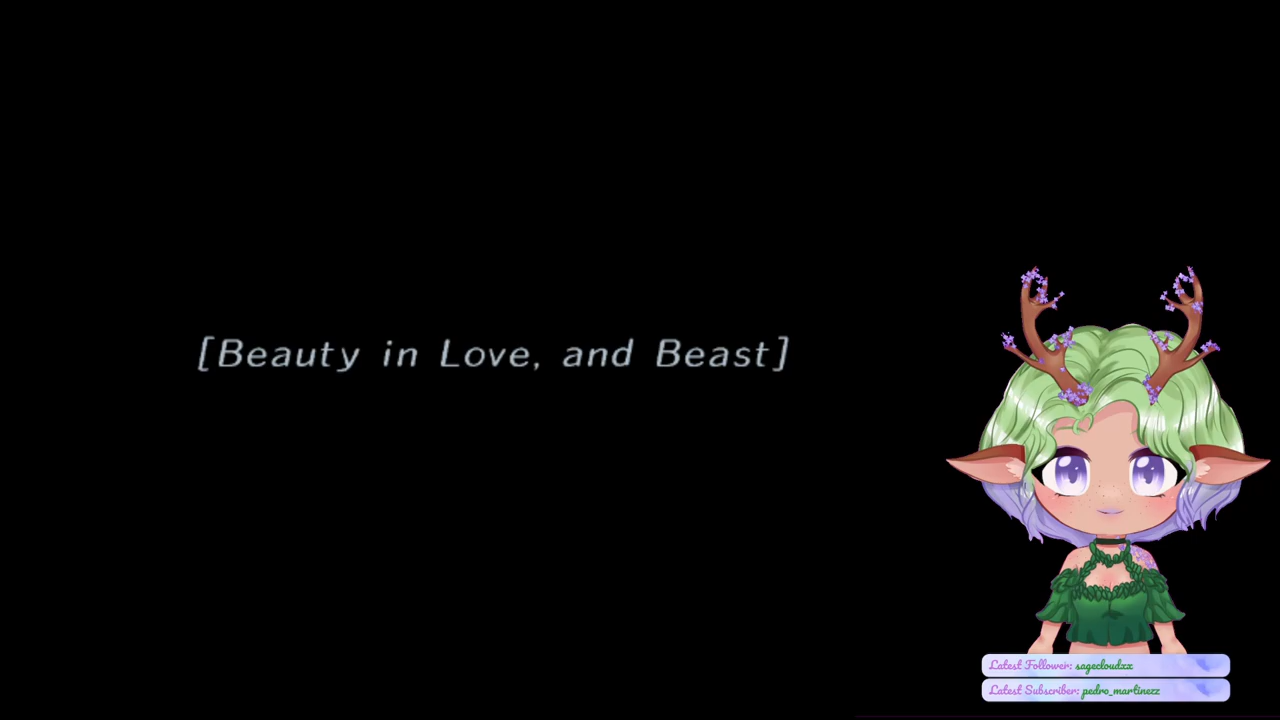 [Beauty in Love, and Beast]
Latest Follower: sagecloudxx
Latest Subscriber: pedro_martinezz